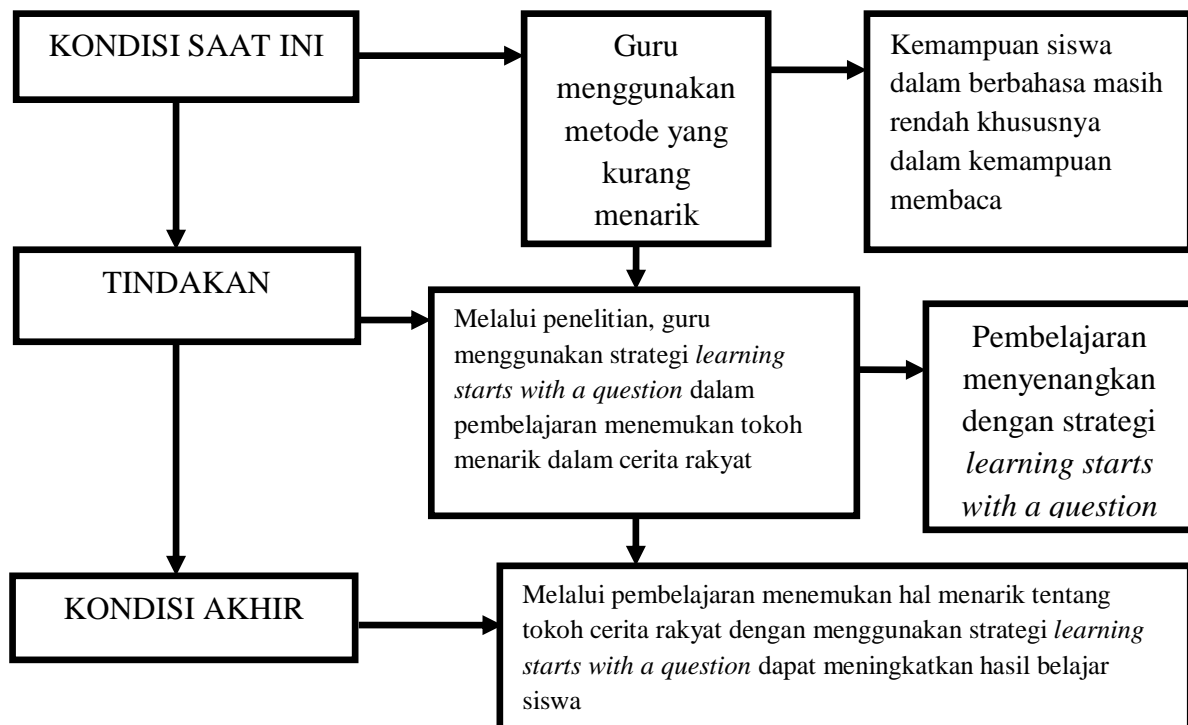 KONDISI SAAT INI
Guru
menggunakan
metode yang
kurang
menarik
Kemampuan siswa
dalam berbahasa masih
rendah khususnya
dalam kemampuan
membaca
TINDAKAN
Melalui penelitian, guru
menggunakan strategi learning
starts with a question dalam
pembelajaran menemukan tokoh
menarik dalam cerita rakyat
Pembelajaran
menyenangkan
dengan strategi
learning starts
with a question
KONDISI AKHIR
Melalui pembelajaran menemukan hal menarik tentang
tokoh cerita rakyat dengan menggunakan strategi learning
starts with a question dapat meningkatkan hasil belajar
siswa